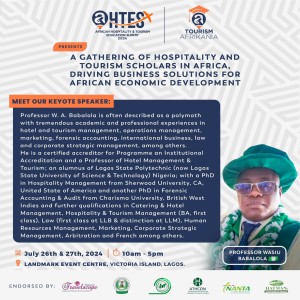 AHTESX
AFRICAN HOSPITALITY & TOURISM
EDUCATION SUMMIT
2024
TOURISM
AFRIKANIA
PRESENTS
A GATHERING OF HOSPITALITY AND
TOURISM SCHOLARS IN AFRICA,
DRIVING BUSINESS SOLUTIONS FOR
AFRICAN ECONOMIC DEVELOPMENT
MEET OUR KEYOTE SPEAKER:
Professor W. A. Babalola is often described as a polymath
with tremendous academic and professional experiences in
hotel and tourism management, operations management,
marketing, forensic accounting, international business, law
and corporate strategic management, among others.
He is a certified accreditor for Programme an Institutional
Accreditation and a Professor of Hotel Management &
Tourism; an alumnus of Lagos State Polytechnic (now Lagos
State University of Science & Technology) Nigeria; with a PhD
in Hospitality Management from Sherwood University, CA,
United State of America and another PhD in Forensic
Accounting & Audit from Charisma University, British West
Indies and further qualifications in Catering & Hotel
Management, Hospitality & Tourism Management (BA, first
class), Law (first class at LLB & distinction at LLM), Human
Resources Management, Marketing, Corporate Strategic
Management, Arbitration and French among others.
PROFESSOR WASIU
BABALOLA
July 26th & 27th, 2024 | 10am - 5pm
LANDMARK EVENT CENTRE, VICTORIA ISLAND, LAGOS.
ENDORSED BY:
NANTA